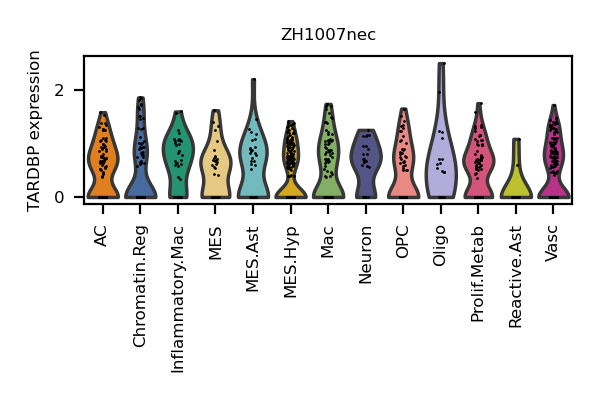 ZH1007nec
TARDBP expression
2
0
AC
Chromatin.Reg
Inflammatory.Mac
MES
MES.Ast
MES.Hyp
Mac
Neuron
OPC
Oligo
Prolif.Metab
Reactive.Ast
Vasc